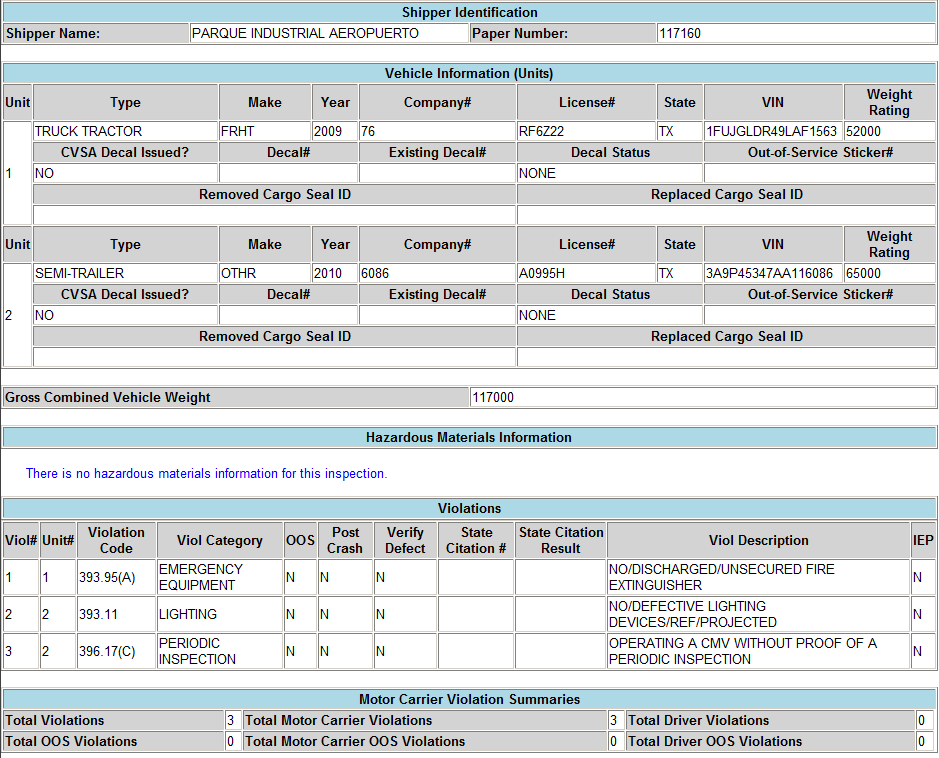 Shipper Identification
Shipper Name: PARQUE INDUSTRIAL AEROPUERTO Paper Number: 117160
Vehicle Information (Units)
Unit Type Make Year Company# License# State VIN Weight Rating
1 TRUCK TRACTOR FRHT 2009 76 RF6Z22 TX 1FUJGLDR49LAF1563 52000
CVSA Decal Issued? Decal# Existing Decal# Decal Status Out-of-Service Sticker#
NO NONE
Removed Cargo Seal ID Replaced Cargo Seal ID
Unit Type Make Year Company# License# State VIN Weight Rating
2 SEMI-TRAILER OTHR 2010 6086 A0995H TX 3A9P45347AA116086 65000
CVSA Decal Issued? Decal# Existing Decal# Decal Status Out-of-Service Sticker#
NO NONE
Removed Cargo Seal ID Replaced Cargo Seal ID
Gross Combined Vehicle Weight 117000
Hazardous Materials Information
There is no hazardous materials information for this inspection.
Violations
Viol# Unit# Violation Code Viol Category OOS Post Crash Verify Defect State Citation # State Citation Result Viol Description IEP
1 1 393.95(A) EMERGENCY EQUIPMENT N N N NO/DISCHARGED/UNSECURED FIRE EXTINGUISHER N
2 2 393.11 LIGHTING N N N NO/DEFECTIVE LIGHTING DEVICES/REF/PROJECTED N
3 2 396.17(C) PERIODIC INSPECTION N N N OPERATING A CMV WITHOUT PROOF OF A PERIODIC INSPECTION N
Motor Carrier Violation Summaries
Total Violations 3 Total Motor Carrier Violations 3 Total Driver Violations 0
Total OOS Violations 0 Total Motor Carrier OOS Violations 0 Total Driver OOS Violations 0